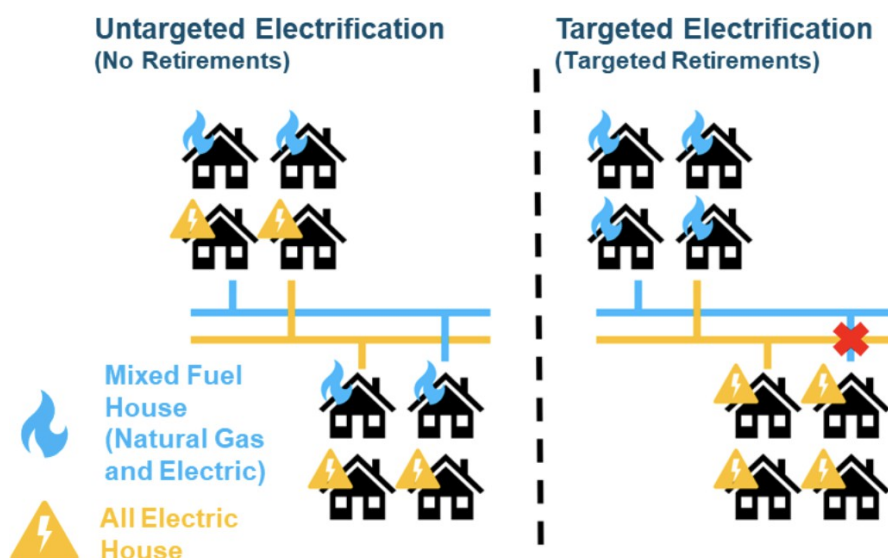 Untargeted Electrification
(No Retirements)
Targeted Electrification
(Targeted Retirements)
Mixed Fuel
House
(Natural Gas
and Electric)
All Electric
House